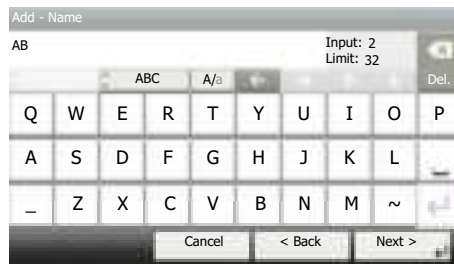 Add - Name
AB
Input: 2
Limit: 32
ABC A/a Del.
Q W E R T Y U I O P
A S D F G H J K L
_ Z X C V B N M ~
Cancel < Back Next >